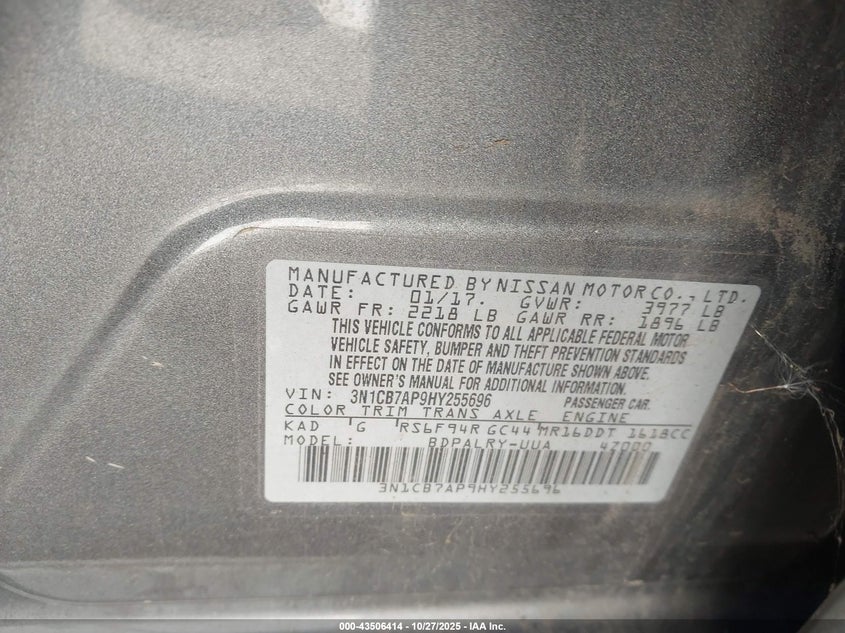 MANUFACTURED BY NISSAN MOTOR CO., LTD.
DATE: 01/17. GVWR: 3977 LB
GAWR FR: 2218 LB GAWR RR: 1896 LB
THIS VEHICLE CONFORMS TO ALL APPLICABLE FEDERAL MOTOR
VEHICLE SAFETY, BUMPER AND THEFT PREVENTION STANDARDS
IN EFFECT ON THE DATE OF MANUFACTURE SHOWN ABOVE.
SEE OWNER'S MANUAL FOR ADDITIONAL INFORMATION.
VIN: 3N1CB7AP9HY255696 PASSENGER CAR.
COLOR TRIM TRANS AXLE ENGINE
KAD G RS6F94R GC44 MR16DDT 1618CC
MODEL: BDPALRY-UUA 47000
3N1CB7AP9HY255696
000-43506414 - 10/27/2025 - IAA Inc.